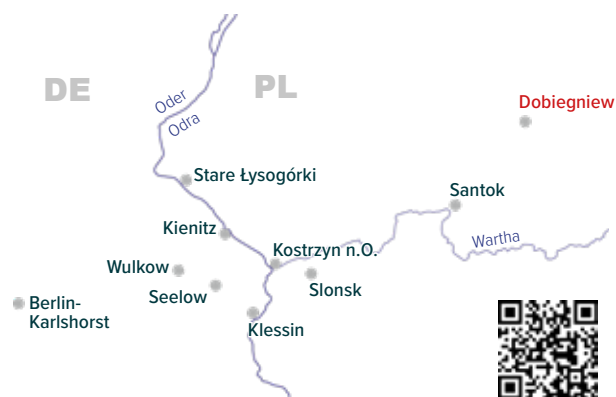 DE
PL
Oder
Odra
Dobiegniew
Stare Łysogórki
Santok
Kienitz
Wartha
Kostrzyn n.O.
Wulkow
Slonsk
Seelow
Berlin-
Karlshorst
Klessin